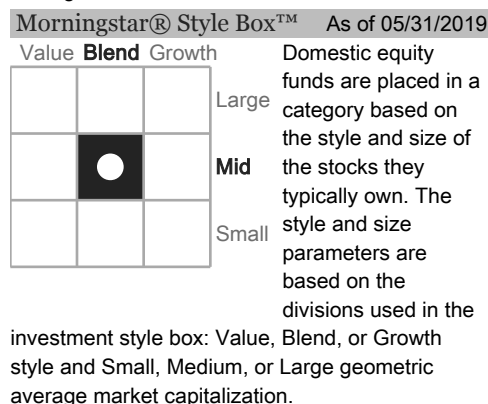 Morningstar® Style Box™ As of 05/31/2019
Value Blend Growth
Large
Mid
Small
Domestic equity
funds are placed in a
category based on
the style and size of
the stocks they
typically own. The
style and size
parameters are
based on the
divisions used in the
investment style box: Value, Blend, or Growth
style and Small, Medium, or Large geometric
average market capitalization.